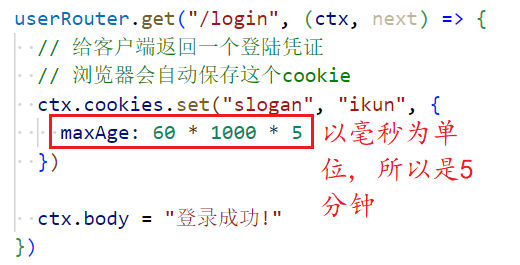 userRouter.get("/login", (ctx, next) => {
// 给客户端返回一个登陆凭证
// 浏览器会自动保存这个cookie
ctx.cookies.set("slogan", "ikun", {
maxAge: 60 * 1000 * 5
})
以毫秒为单
位，所以是5
分钟
ctx.body = "登录成功!"
})